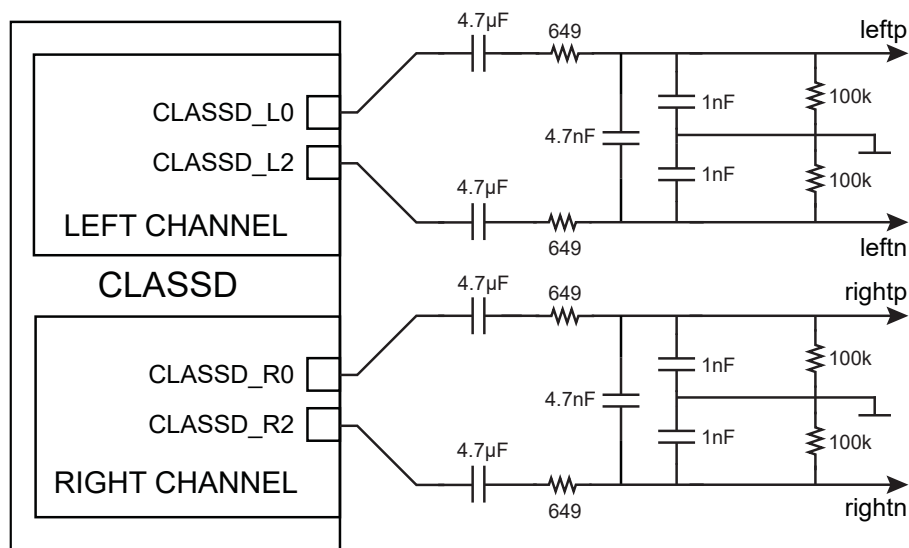 4.7µF
649
leftp
CLASSD_L0
1nF
100k
4.7nF
CLASSD_L2
1nF
100k
4.7µF
LEFT CHANNEL
649
leftn
CLASSD
4.7µF
649
rightp
CLASSD_R0
1nF
100k
4.7nF
CLASSD_R2
1nF
100k
4.7µF
RIGHT CHANNEL
649
rightn